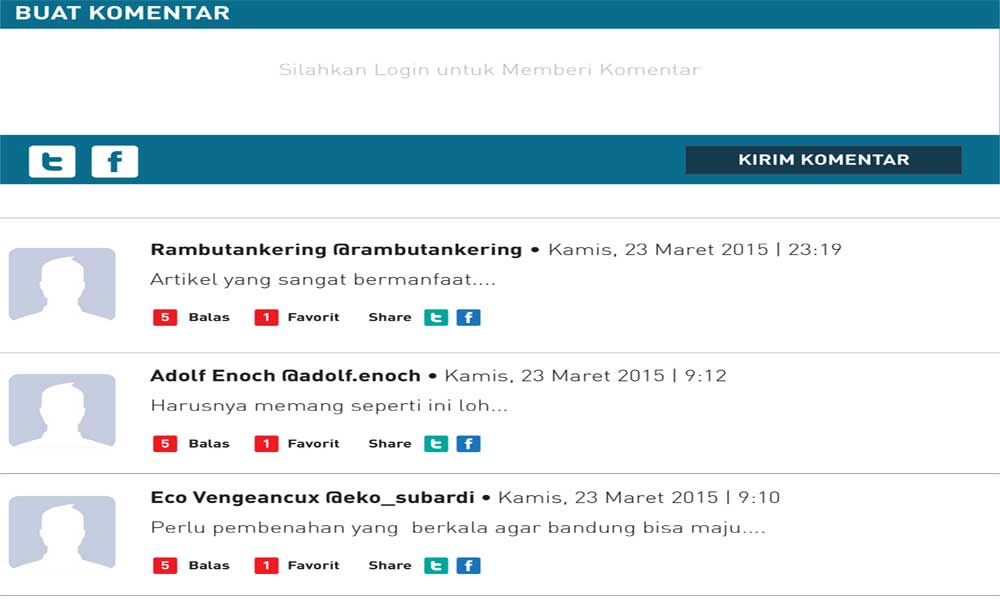 BUAT KOMENTAR
Silahkan Login untuk Memberi Komentar
KIRIM KOMENTAR
Rambutankering @rambutankering • Kamis, 23 Maret 2015 | 23:19
Artikel yang sangat bermanfaat....
5 Balas 1 Favorit Share
Adolf Enoch @adolf.enoch • Kamis, 23 Maret 2015 | 9:12
Harusnya memang seperti ini loh...
5 Balas 1 Favorit Share
Eco Vengeancux @eko_subardi • Kamis, 23 Maret 2015 | 9:10
Perlu pembenahan yang berkala agar bandung bisa maju....
5 Balas 1 Favorit Share